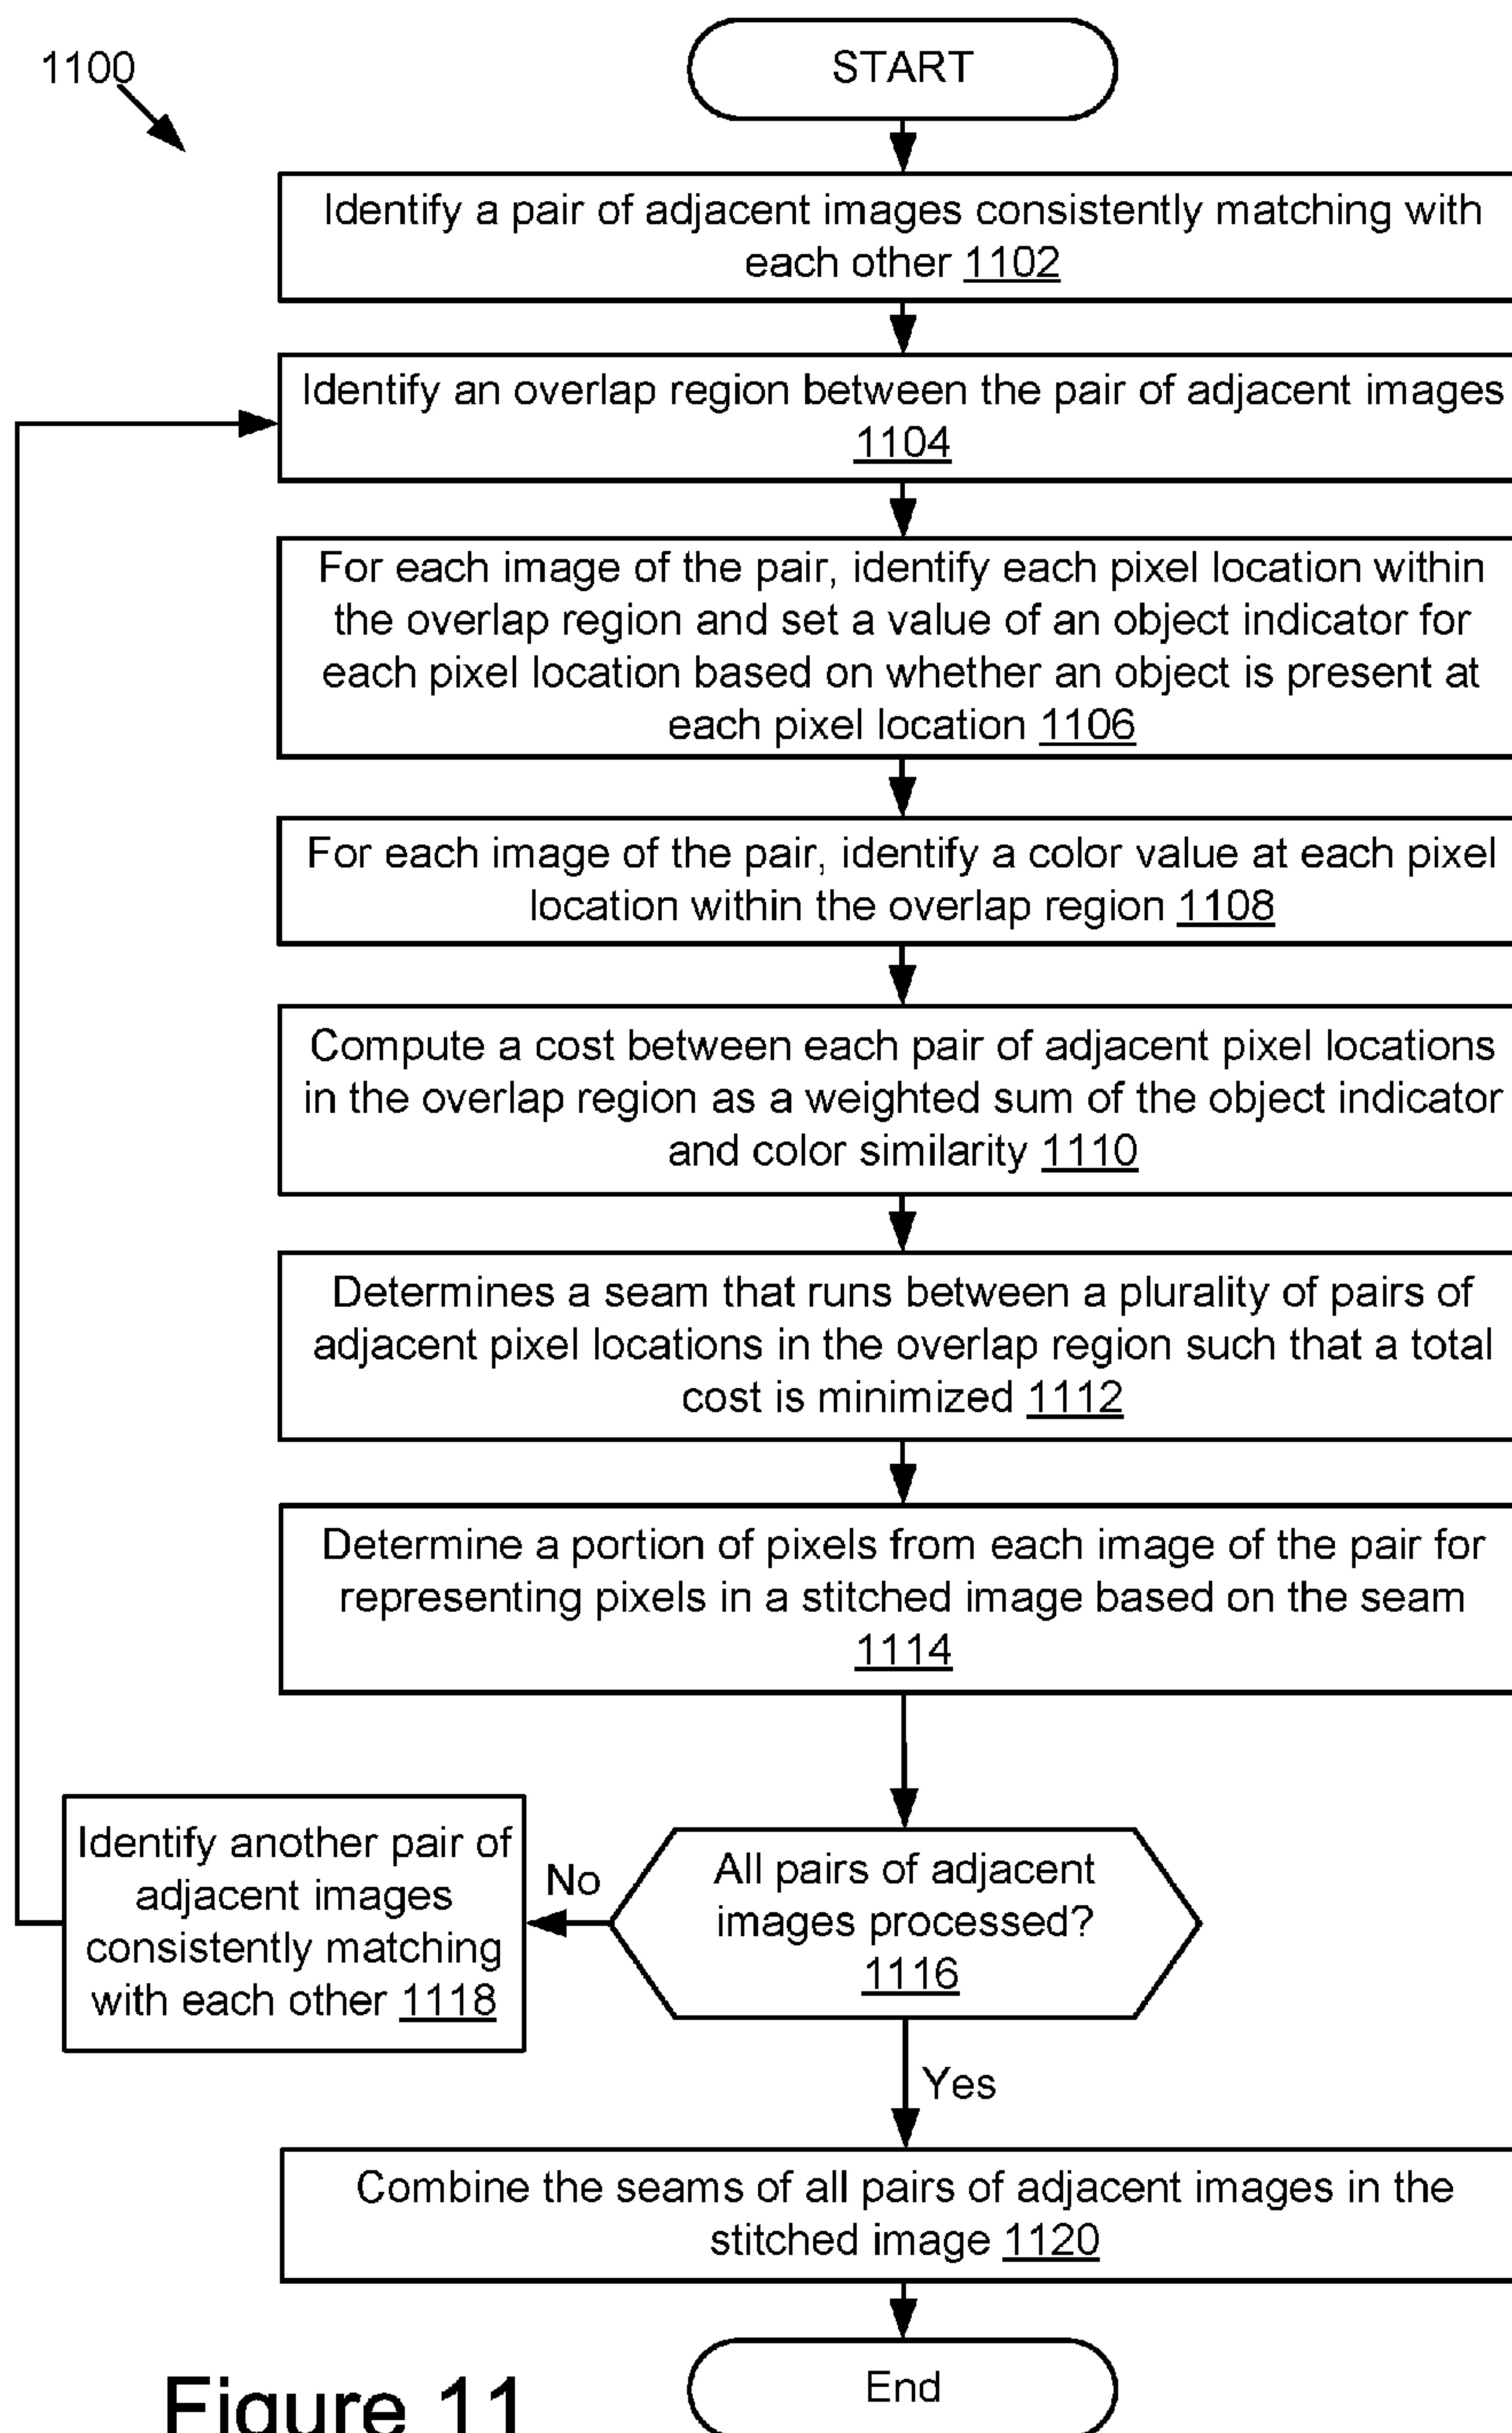 1100
START
Identify a pair of adjacent images consistently matching with
each other 1102
Identify an overlap region between the pair of adjacent images
1104
For each image of the pair, identify each pixel location within
the overlap region and set a value of an object indicator for
each pixel location based on whether an object is present at
each pixel location 1106
For each image of the pair, identify a color value at each pixel
location within the overlap region 1108
Compute a cost between each pair of adjacent pixel locations
in the overlap region as a weighted sum of the object indicator
and color similarity 1110
Determines a seam that runs between a plurality of pairs of
adjacent pixel locations in the overlap region such that a total
cost is minimized 1112
Determine a portion of pixels from each image of the pair for
representing pixels in a stitched image based on the seam
1114
All pairs of adjacent
images processed?
1116
No
Identify another pair of
adjacent images
consistently matching
with each other 1118
Yes
Combine the seams of all pairs of adjacent images in the
stitched image 1120
End
Figure 11